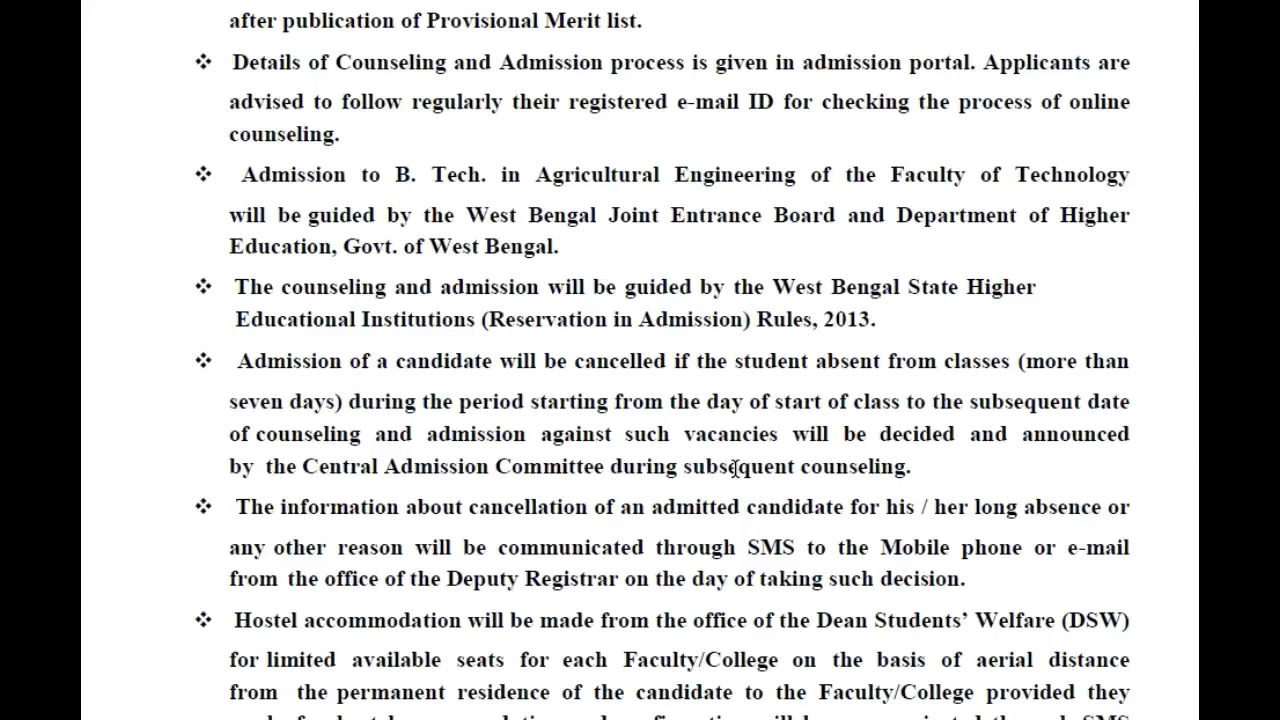 after publication of Provisional Merit list.
❖ Details of Counseling and Admission process is given in admission portal. Applicants are
advised to follow regularly their registered e-mail ID for checking the process of online
counseling.
❖ Admission to B. Tech. in Agricultural Engineering of the Faculty of Technology
will be guided by the West Bengal Joint Entrance Board and Department of Higher
Education, Govt. of West Bengal.
❖ The counseling and admission will be guided by the West Bengal State Higher
Educational Institutions (Reservation in Admission) Rules, 2013.
❖ Admission of a candidate will be cancelled if the student absent from classes (more than
seven days) during the period starting from the day of start of class to the subsequent date
of counseling and admission against such vacancies will be decided and announced
by the Central Admission Committee during subsequent counseling.
❖ The information about cancellation of an admitted candidate for his / her long absence or
any other reason will be communicated through SMS to the Mobile phone or e-mail
from the office of the Deputy Registrar on the day of taking such decision.
❖ Hostel accommodation will be made from the office of the Dean Students’ Welfare (DSW)
for limited available seats for each Faculty/College on the basis of aerial distance
from the permanent residence of the candidate to the Faculty/College provided they